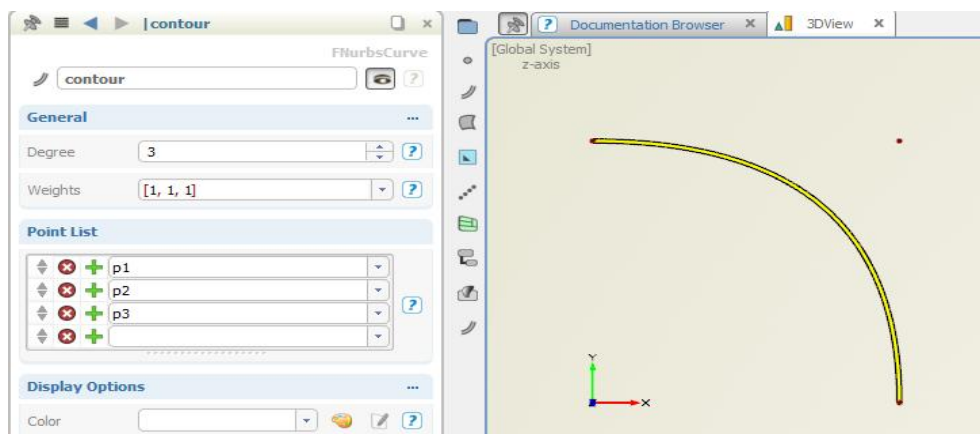 |contour
FNurbsCurve
contour
General
Degree
3
Weights
[1, 1, 1]
Point List
p1
p2
p3
Display Options
Color
Documentation Browser
3DView
[Global System]
z-axis
Y
X